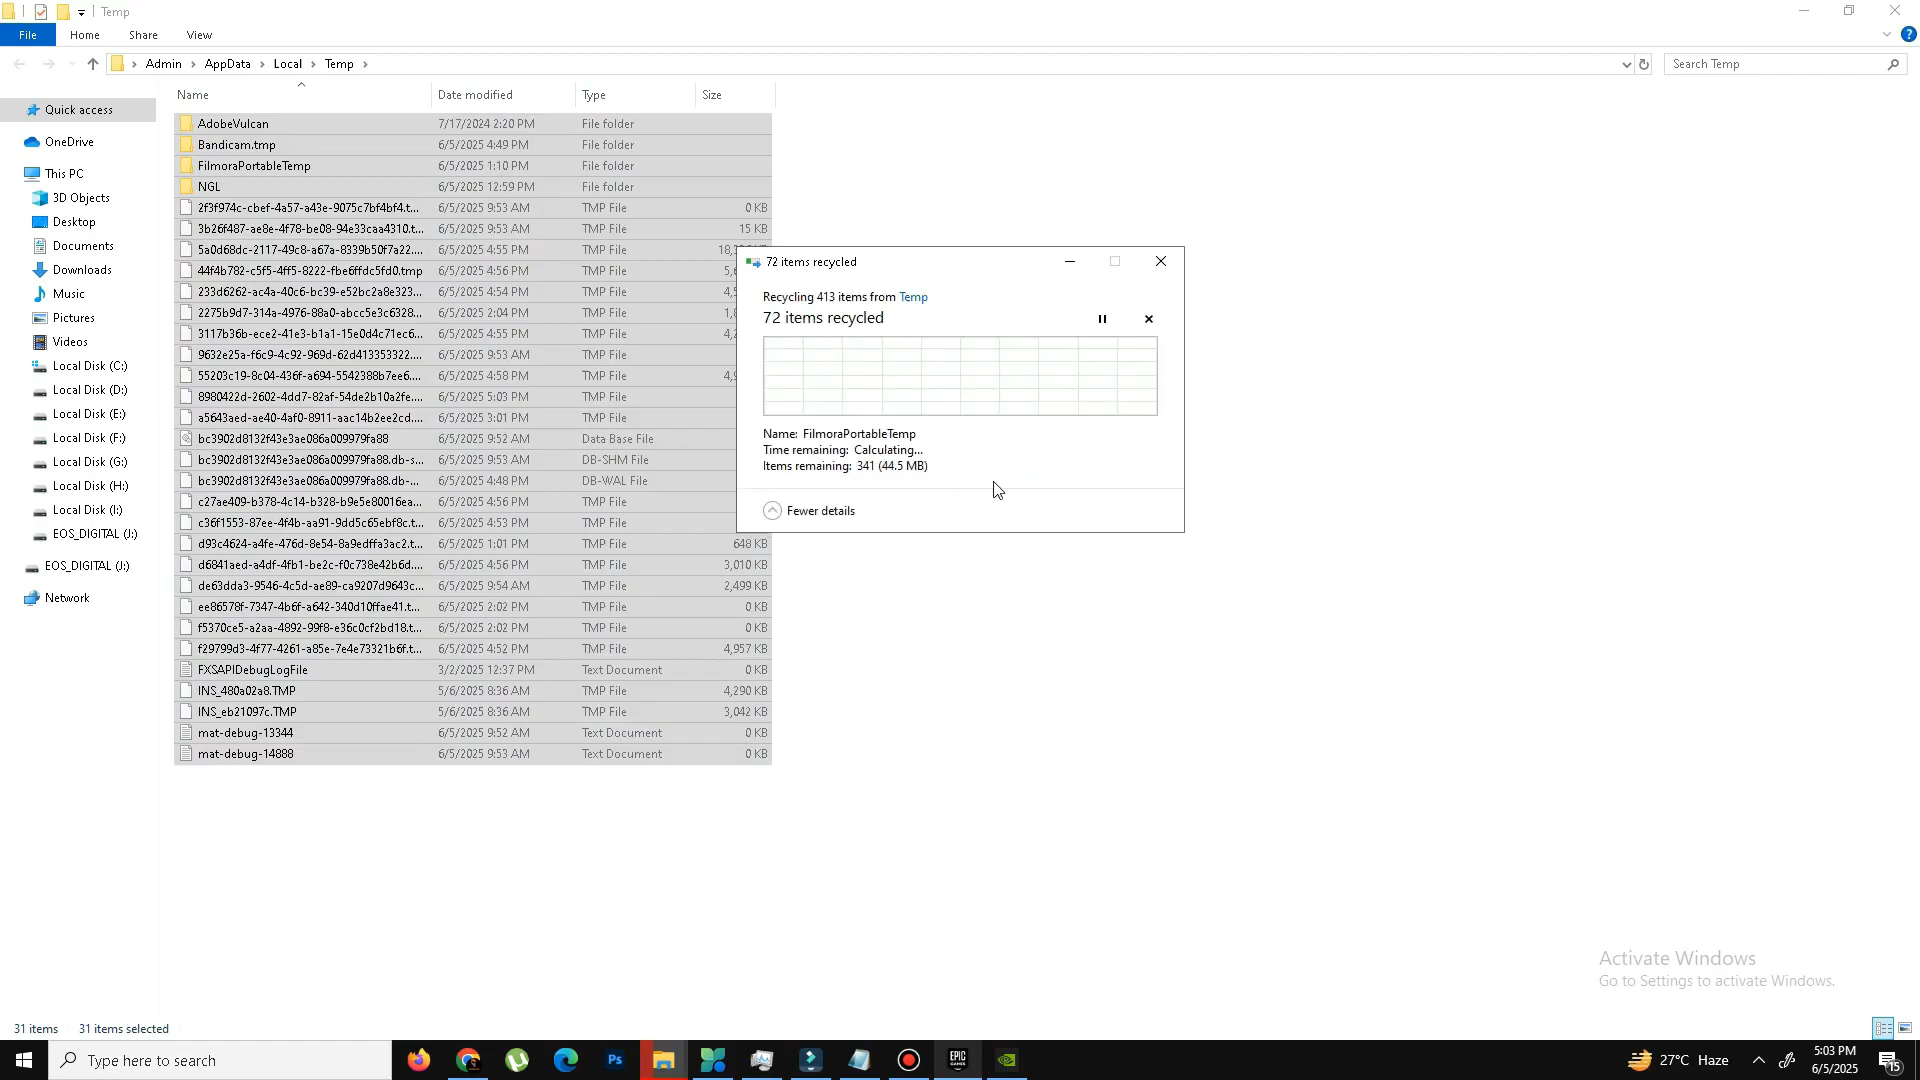 Temp
File Home Share View
Admin AppData Local Temp
Search Temp
Name Date modified Type Size
Quick access
OneDrive
This PC
3D Objects
Desktop
Documents
Downloads
Music
Pictures
Videos
Local Disk (C:)
Local Disk (D:)
Local Disk (E:)
Local Disk (F:)
Local Disk (G:)
Local Disk (H:)
Local Disk (I:)
EOS_DIGITAL (J:)
EOS_DIGITAL (J:)
Network
AdobeVulcan 7/17/2024 2:20 PM File folder
Bandicam.tmp 6/5/2025 4:49 PM File folder
FilmoraPortableTemp 6/5/2025 1:10 PM File folder
NGL 6/5/2025 12:59 PM File folder
2f3f974c-cbef-4a57-a43e-9075c7bf4bf4.t... 6/5/2025 9:53 AM TMP File 0 KB
3b26f487-ae8e-4f78-be08-94e33caa4310.t... 6/5/2025 9:53 AM TMP File 15 KB
5a0d68dc-2117-49c8-a67a-8339b50f7a22.... 6/5/2025 4:55 PM TMP File
44f4b782-c5f5-4ff5-8222-fbe6ffdc5fd0.tmp 6/5/2025 4:56 PM TMP File
233d6262-ac4a-40c6-bc39-e52bc2a8e323... 6/5/2025 4:54 PM TMP File
2275b9d7-314a-4976-88a0-abcc5e3c6328... 6/5/2025 2:04 PM TMP File
3117b36b-ece2-41e3-b1a1-15e0d4c71ec6... 6/5/2025 4:55 PM TMP File
9632e25a-f6c9-4c92-969d-62d413353322.... 6/5/2025 9:53 AM TMP File
55203c19-8c04-436f-a694-5542388b7ee6.... 6/5/2025 4:58 PM TMP File
8980422d-2602-4dd7-82af-54de2b10a2fe.... 6/5/2025 5:03 PM TMP File
a5643aed-ae40-4af0-8911-aac14b2ee2cd.... 6/5/2025 3:01 PM TMP File
bc3902d8132f43e3ae086a009979fa88 6/5/2025 9:52 AM Data Base File
bc3902d8132f43e3ae086a009979fa88.db-s... 6/5/2025 9:53 AM DB-SHM File
bc3902d8132f43e3ae086a009979fa88.db-... 6/5/2025 4:48 PM DB-WAL File
c27ae409-b378-4c14-b328-b9e5e80016ea... 6/5/2025 4:56 PM TMP File
c36f1553-87ee-4f4b-aa91-9dd5c65ebf8c.t... 6/5/2025 4:53 PM TMP File
d93c4624-a4fe-476d-8e54-8a9edffa3ac2.t... 6/5/2025 1:01 PM TMP File 648 KB
d6841aed-a4df-4fb1-be2c-f0c738e42b6d.... 6/5/2025 4:56 PM TMP File 3,010 KB
de63dda3-9546-4c5d-ae89-ca9207d9643c... 6/5/2025 9:54 AM TMP File 2,499 KB
ee86578f-7347-4b6f-a642-340d10ffae41.t... 6/5/2025 2:02 PM TMP File 0 KB
f5370ce5-a2aa-4892-99f8-e36c0cf2bd18.t... 6/5/2025 2:02 PM TMP File 0 KB
f29799d3-4f77-4261-a85e-7e4e73321b6f.t... 6/5/2025 4:52 PM TMP File 4,957 KB
FXSAPIDebugLogFile 3/2/2025 12:37 PM Text Document 0 KB
INS_480a02a8.TMP 5/6/2025 8:36 AM TMP File 4,290 KB
INS_eb21097c.TMP 5/6/2025 8:36 AM TMP File 3,042 KB
mat-debug-13344 6/5/2025 9:52 AM Text Document 0 KB
mat-debug-14888 6/5/2025 9:53 AM Text Document 0 KB
72 items recycled
Recycling 413 items from Temp
72 items recycled
Name: FilmoraPortableTemp
Time remaining: Calculating...
Items remaining: 341 (44.5 MB)
Fewer details
Activate Windows
Go to Settings to activate Windows.
31 items 31 items selected
Type here to search
Ps
EPIC GAMES
27°C Haze
5:03 PM
6/5/2025
15